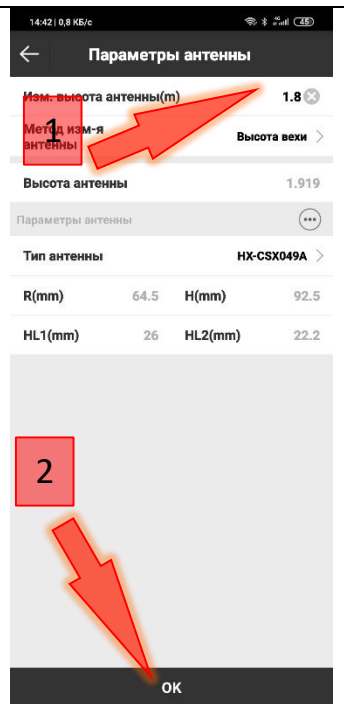 14:42 | 0,8 КБ/с 45
Параметры антенны
Изм. высота антенны(m) 1.8
1
Метод изм-я антенны Высота вехи
Высота антенны 1.919
Параметры антенны
Тип антенны HX-CSX049A
R(mm) 64.5 H(mm) 92.5
HL1(mm) 26 HL2(mm) 22.2
2
OK